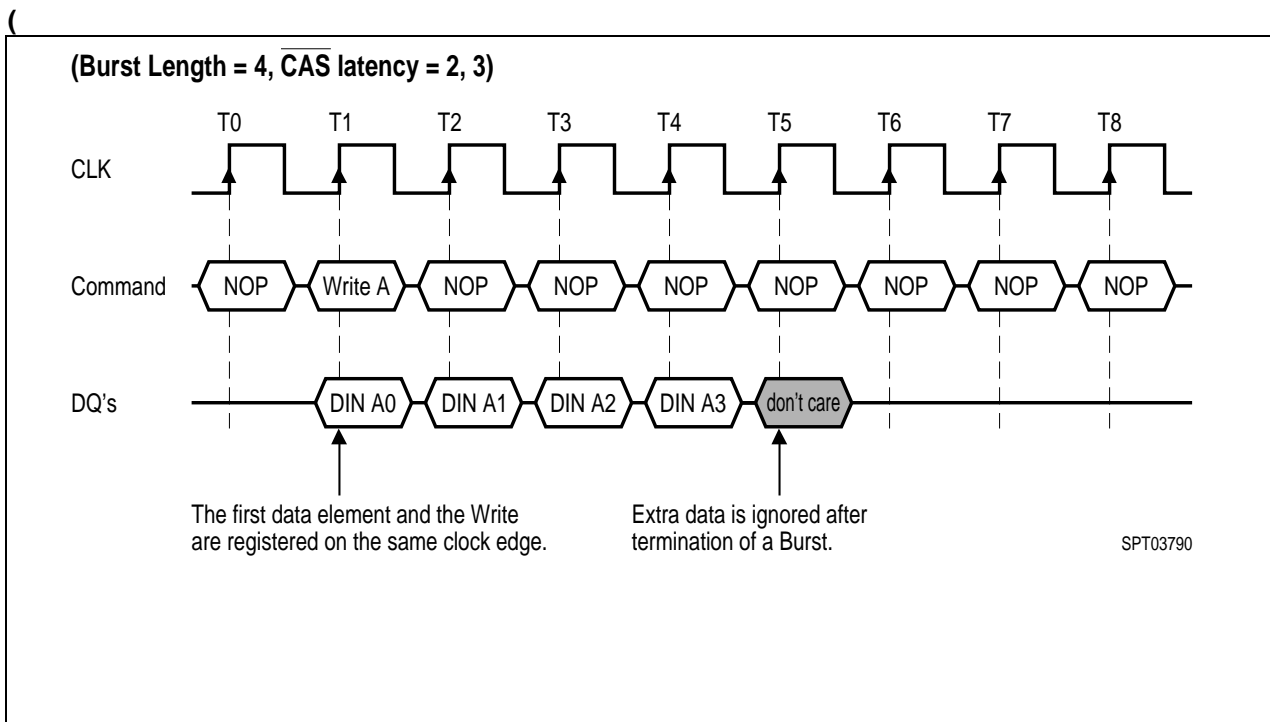 (
(Burst Length = 4, CAS latency = 2, 3)
T0 T1 T2 T3 T4 T5 T6 T7 T8
CLK
Command NOP Write A NOP NOP NOP NOP NOP NOP NOP
DQ's DIN A0 DIN A1 DIN A2 DIN A3 don't care
The first data element and the Write
are registered on the same clock edge.
Extra data is ignored after
termination of a Burst.
SPT03790